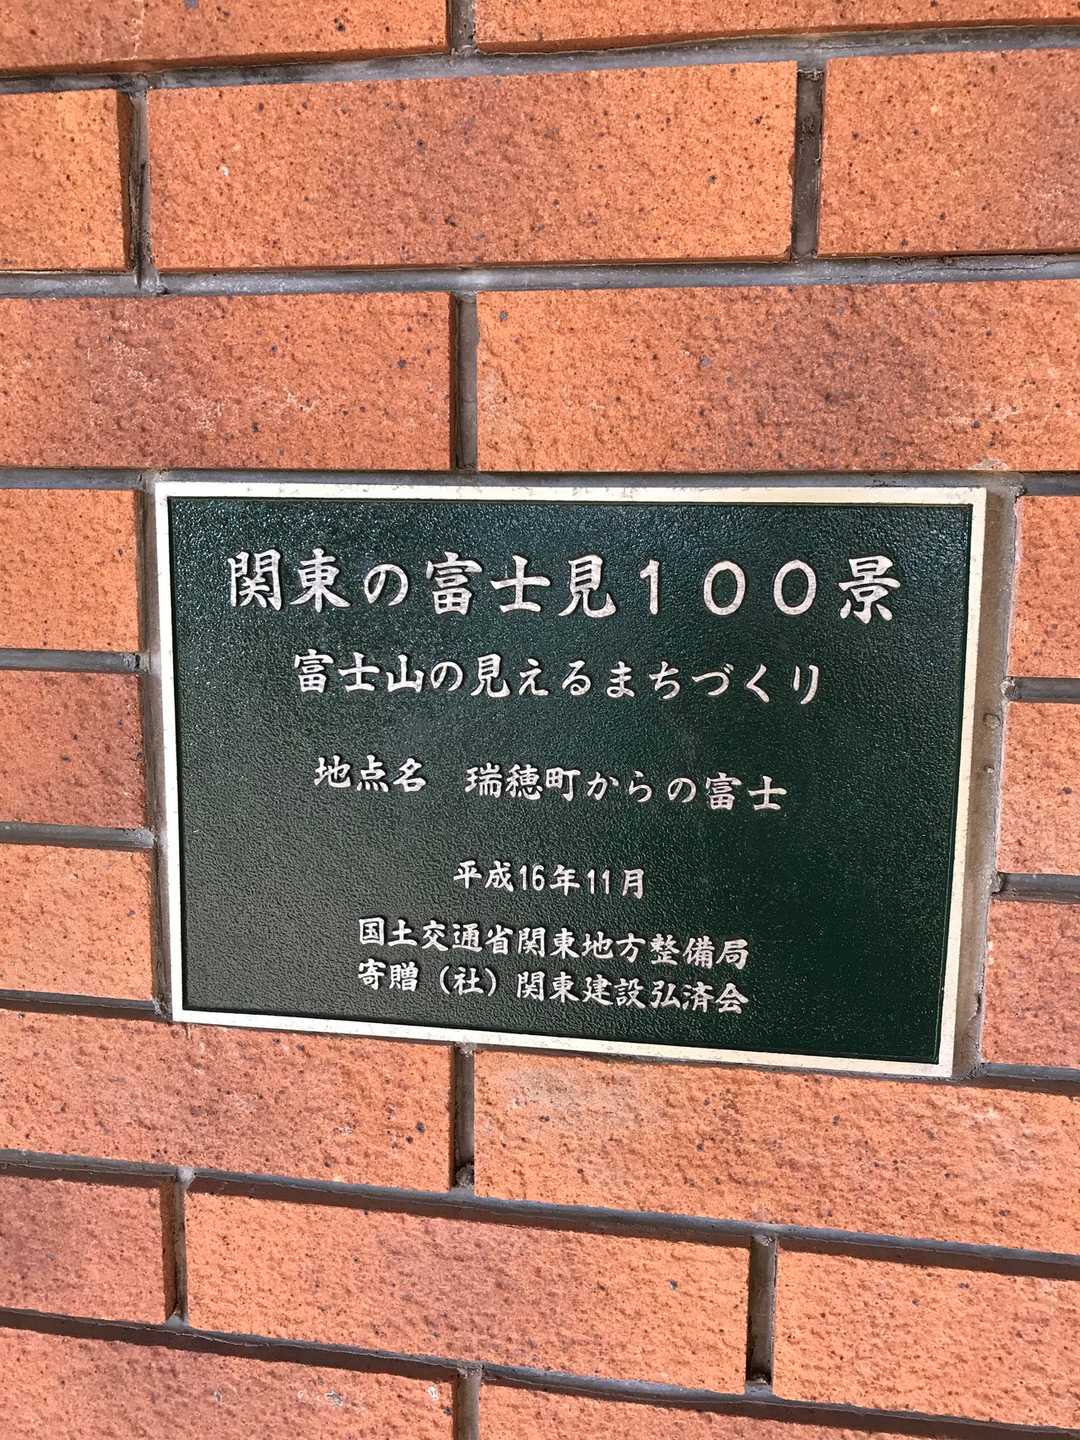 関東の富士見１００景
富士山の見えるまちづくり
地点名　瑞穂町からの富士
平成16年11月
国土交通省関東地方整備局
寄贈（社）関東建設弘済会